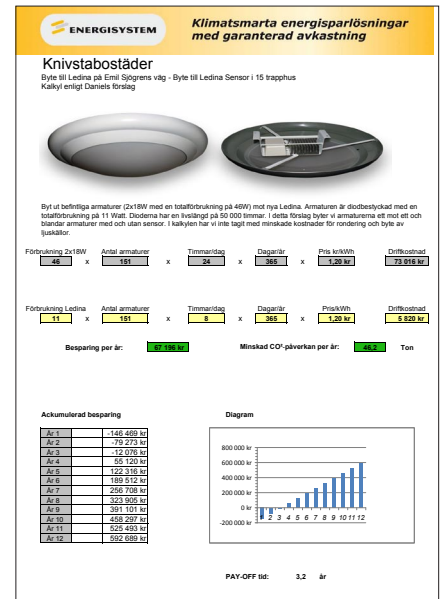 ENERGISYSTEM
Klimatsmarta energisparlösningar
med garanterad avkastning
Knivstabostäder
Byte till Ledina på Emil Sjögrens väg - Byte till Ledina Sensor i 15 trapphus
Kalkyl enligt Daniels förslag
Byt ut befintliga armaturer (2x18W med en totalförbrukning på 46W) mot nya Ledina. Armaturen är diodbestyckad med en
totalförbrukning på 11 Watt. Dioderna har en livslängd på 50 000 timmar. I detta förslag byter vi armaturerna ett mot ett och
blandar armaturer med och utan sensor. I kalkylen har vi inte tagit med minskade kostnader för rondering och byte av
ljuskällor.
Förbrukning 2x18W Antal armaturer Timmar/dag Dagar/år Pris kr/kWh Driftkostnad
46 x 151 x 24 x 365 x 1,20 kr 73 016 kr
Förbrukning Ledina Antal armaturer Timmar/dag Dagar/år Pris/kWh Driftkostnad
11 x 151 x 8 x 365 x 1,20 kr 5 820 kr
Besparing per år: 67 196 kr Minskad CO²-påverkan per år: 46,2 Ton
Ackumulerad besparing Diagram
År 1 -146 469 kr
År 2 -79 273 kr
År 3 -12 076 kr
År 4 55 120 kr
År 5 122 316 kr
År 6 189 512 kr
År 7 256 708 kr
År 8 323 905 kr
År 9 391 101 kr
År 10 458 297 kr
År 11 525 493 kr
År 12 592 689 kr
800 000 kr
600 000 kr
400 000 kr
200 000 kr
0 kr
1 2 3 4 5 6 7 8 9 10 11 12
-200 000 kr
PAY-OFF tid: 3,2 år